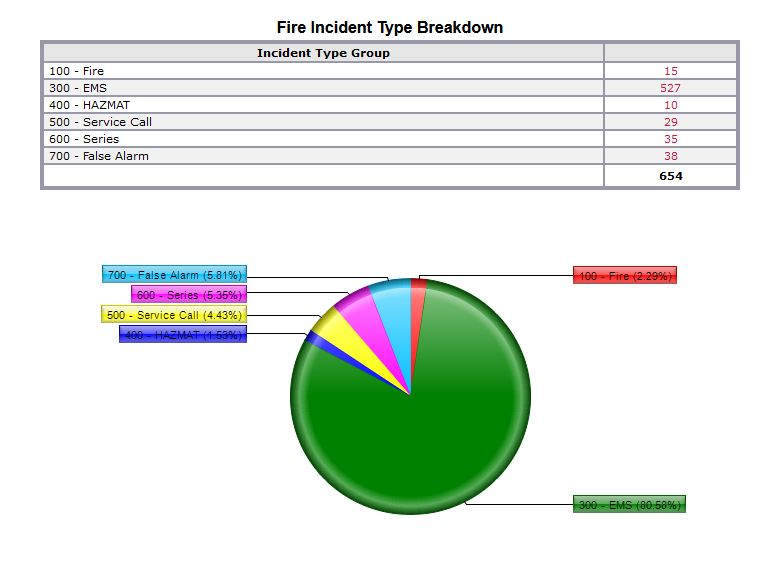 Fire Incident Type Breakdown
Incident Type Group
100 - Fire 15
300 - EMS 527
400 - HAZMAT 10
500 - Service Call 29
600 - Series 35
700 - False Alarm 38
654
700 - False Alarm (5.81%)
100 - Fire (2.29%)
600 - Series (5.35%)
500 - Service Call (4.43%)
400 - HAZMAT (1.53%)
300 - EMS (80.58%)